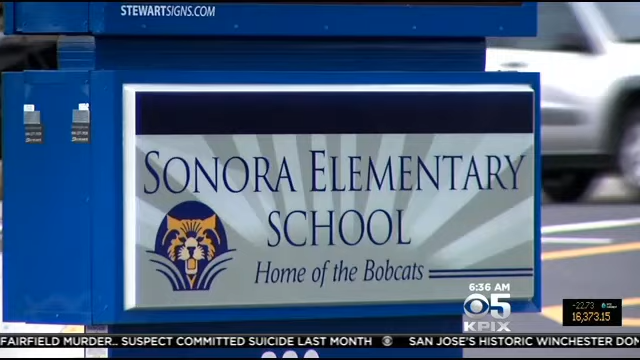 STEWARTSIGNS.COM
SONORA ELEMENTARY
SCHOOL
Home of the Bobcats
6:36 AM
5
KPIX
-22.73
16,373.15
FAIRFIELD MURDER.. SUSPECT COMMITTED SUICIDE LAST MONTH
SAN JOSE'S HISTORIC WINCHESTER DON